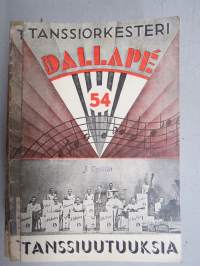 TANSSIORKESTERI
DALLAPÉ
54
TANSSIUUTUUKSIA